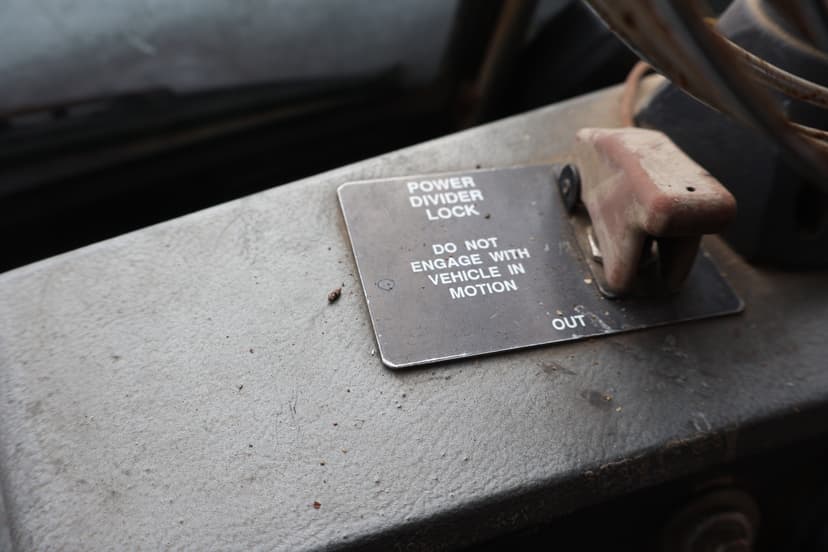 POWER
DIVIDER
LOCK
DO NOT
ENGAGE WITH
VEHICLE IN
MOTION
OUT